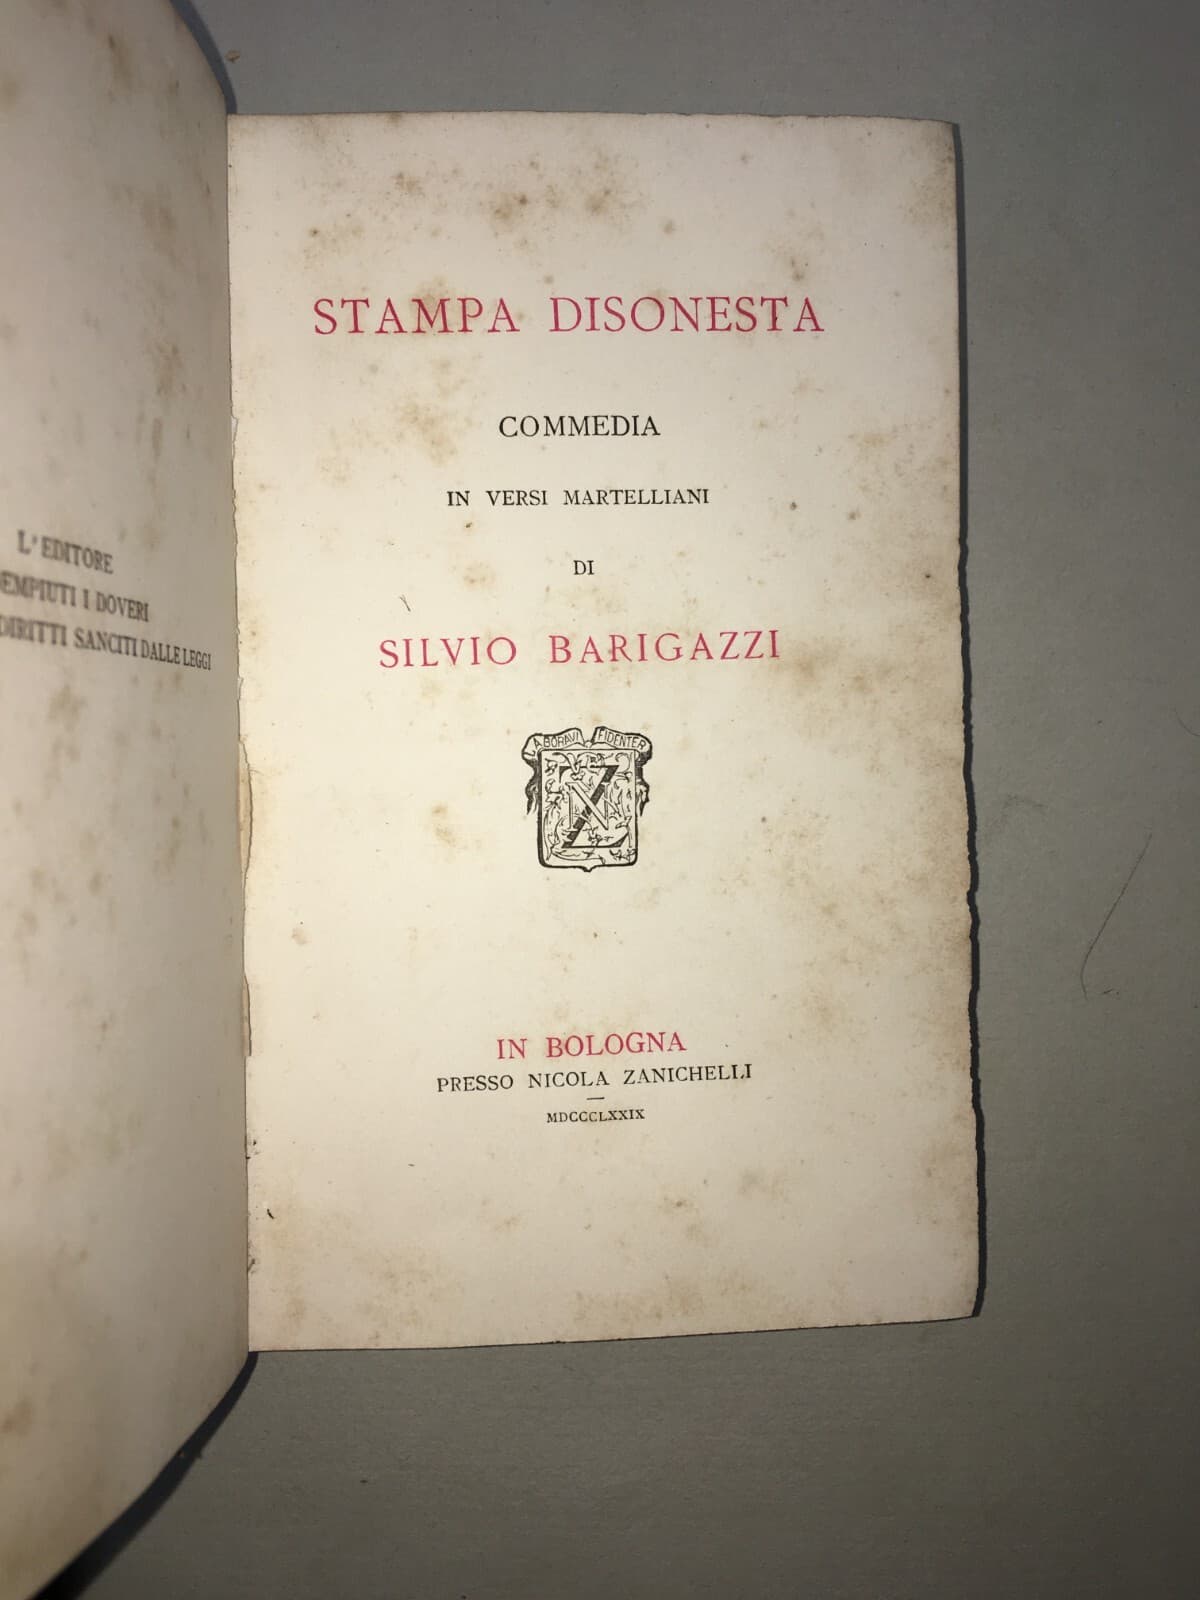 L'EDITORE
I DOVERI
DIRITTI SANCITI DALLE LEGGI
STAMPA DISONESTA
COMMEDIA
IN VERSI MARTELLIANI
DI
SILVIO BARIGAZZI
LABORAVI FIDENTER
NZ
IN BOLOGNA
PRESSO NICOLA ZANICHELLI
MDCCCLXXIX